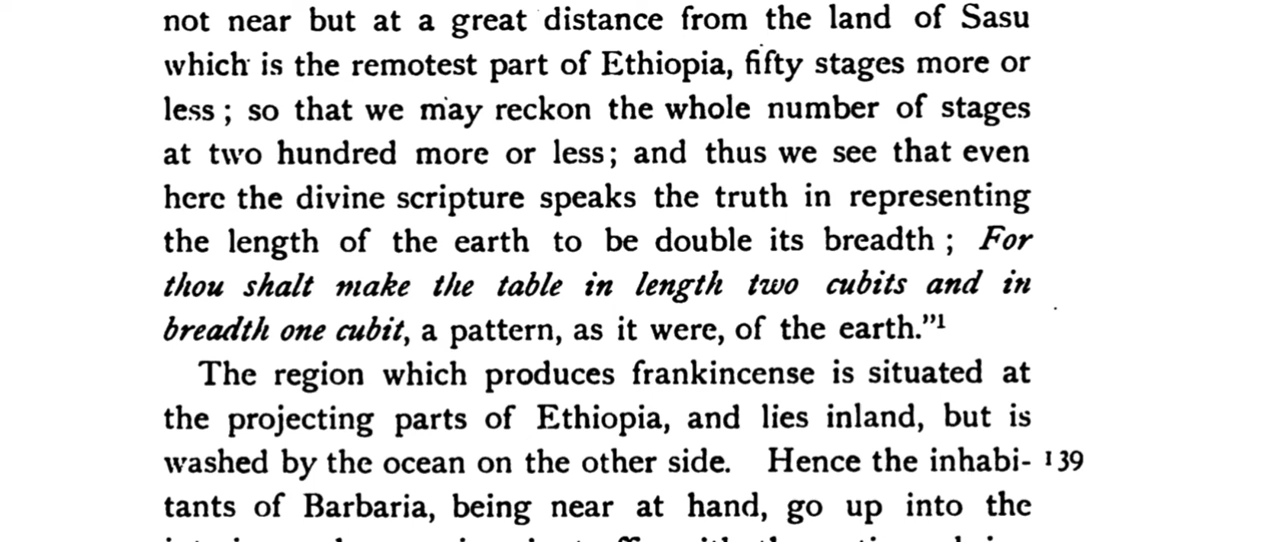 not near but at a great distance from the land of Sasu
which is the remotest part of Ethiopia, fifty stages more or
less ; so that we may reckon the whole number of stages
at two hundred more or less; and thus we see that even
here the divine scripture speaks the truth in representing
the length of the earth to be double its breadth ; For
thou shalt make the table in length two cubits and in
breadth one cubit, a pattern, as it were, of the earth."1
The region which produces frankincense is situated at
the projecting parts of Ethiopia, and lies inland, but is
washed by the ocean on the other side. Hence the inhabi- 139
tants of Barbaria, being near at hand, go up into the